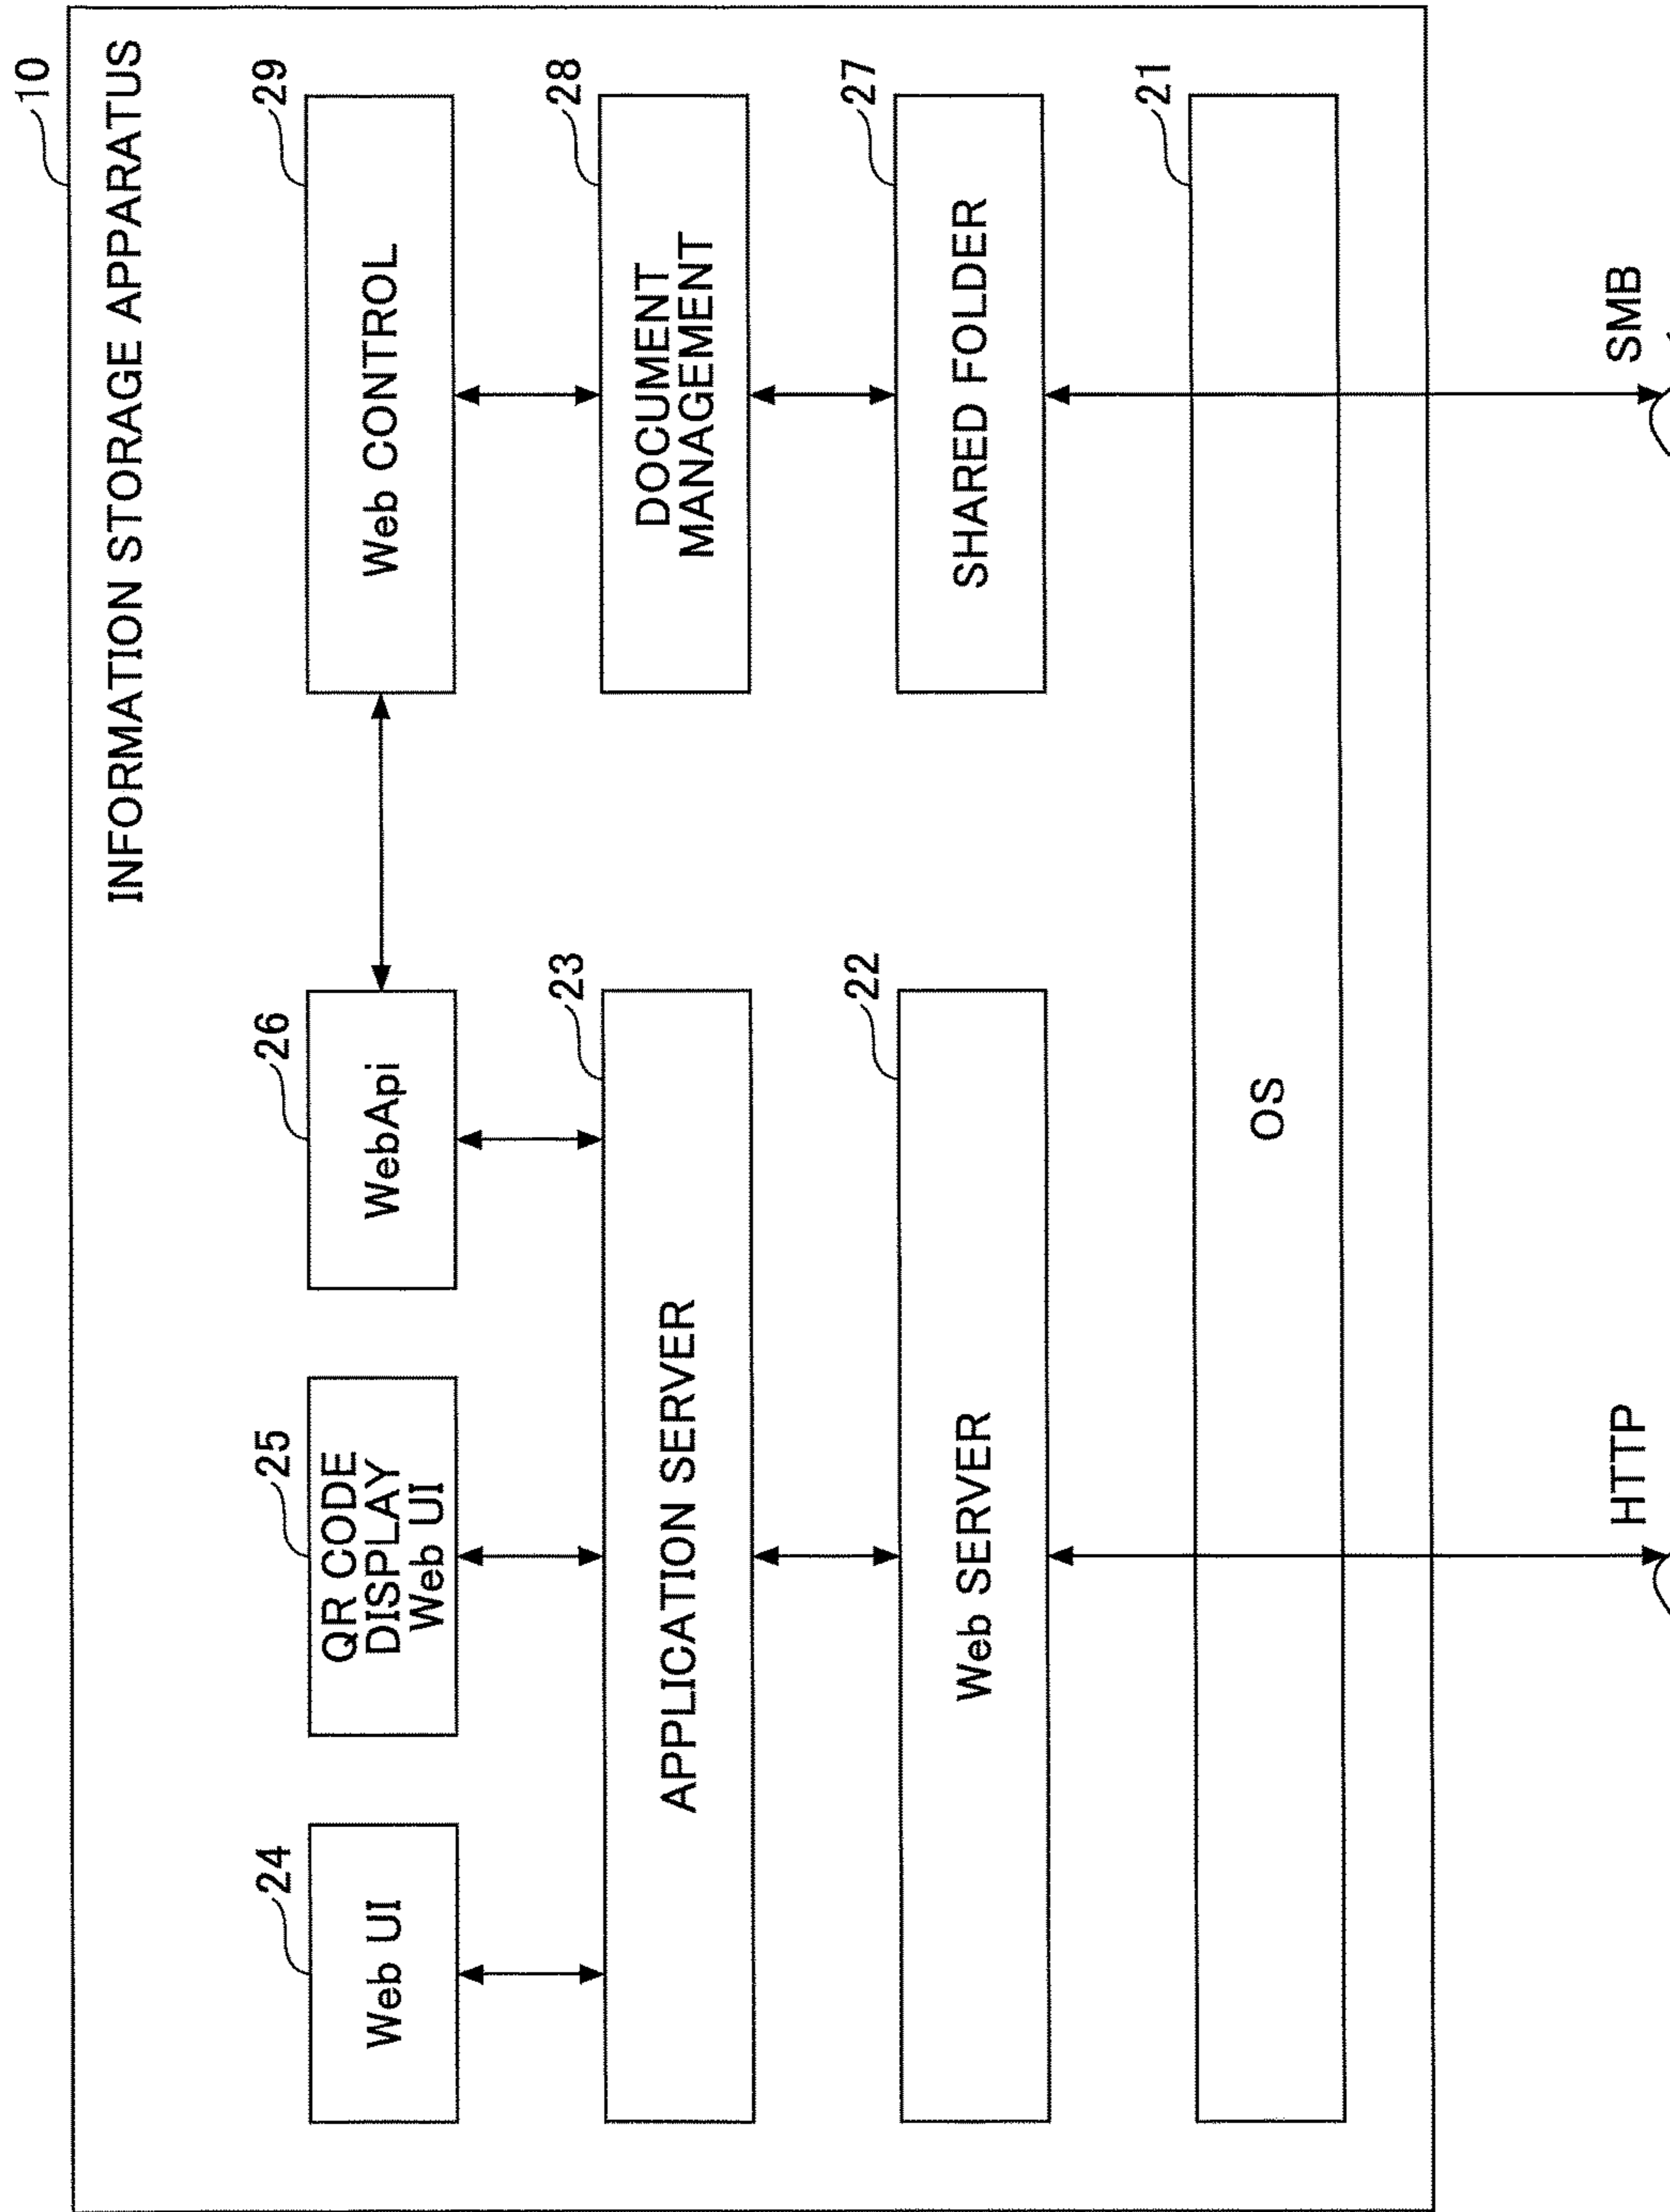 10
INFORMATION STORAGE APPARATUS
24
Web UI
25
QR CODE
DISPLAY
Web UI
26
WebApi
29
Web CONTROL
23
APPLICATION SERVER
28
DOCUMENT
MANAGEMENT
22
Web SERVER
27
SHARED FOLDER
21
OS
HTTP
SMB